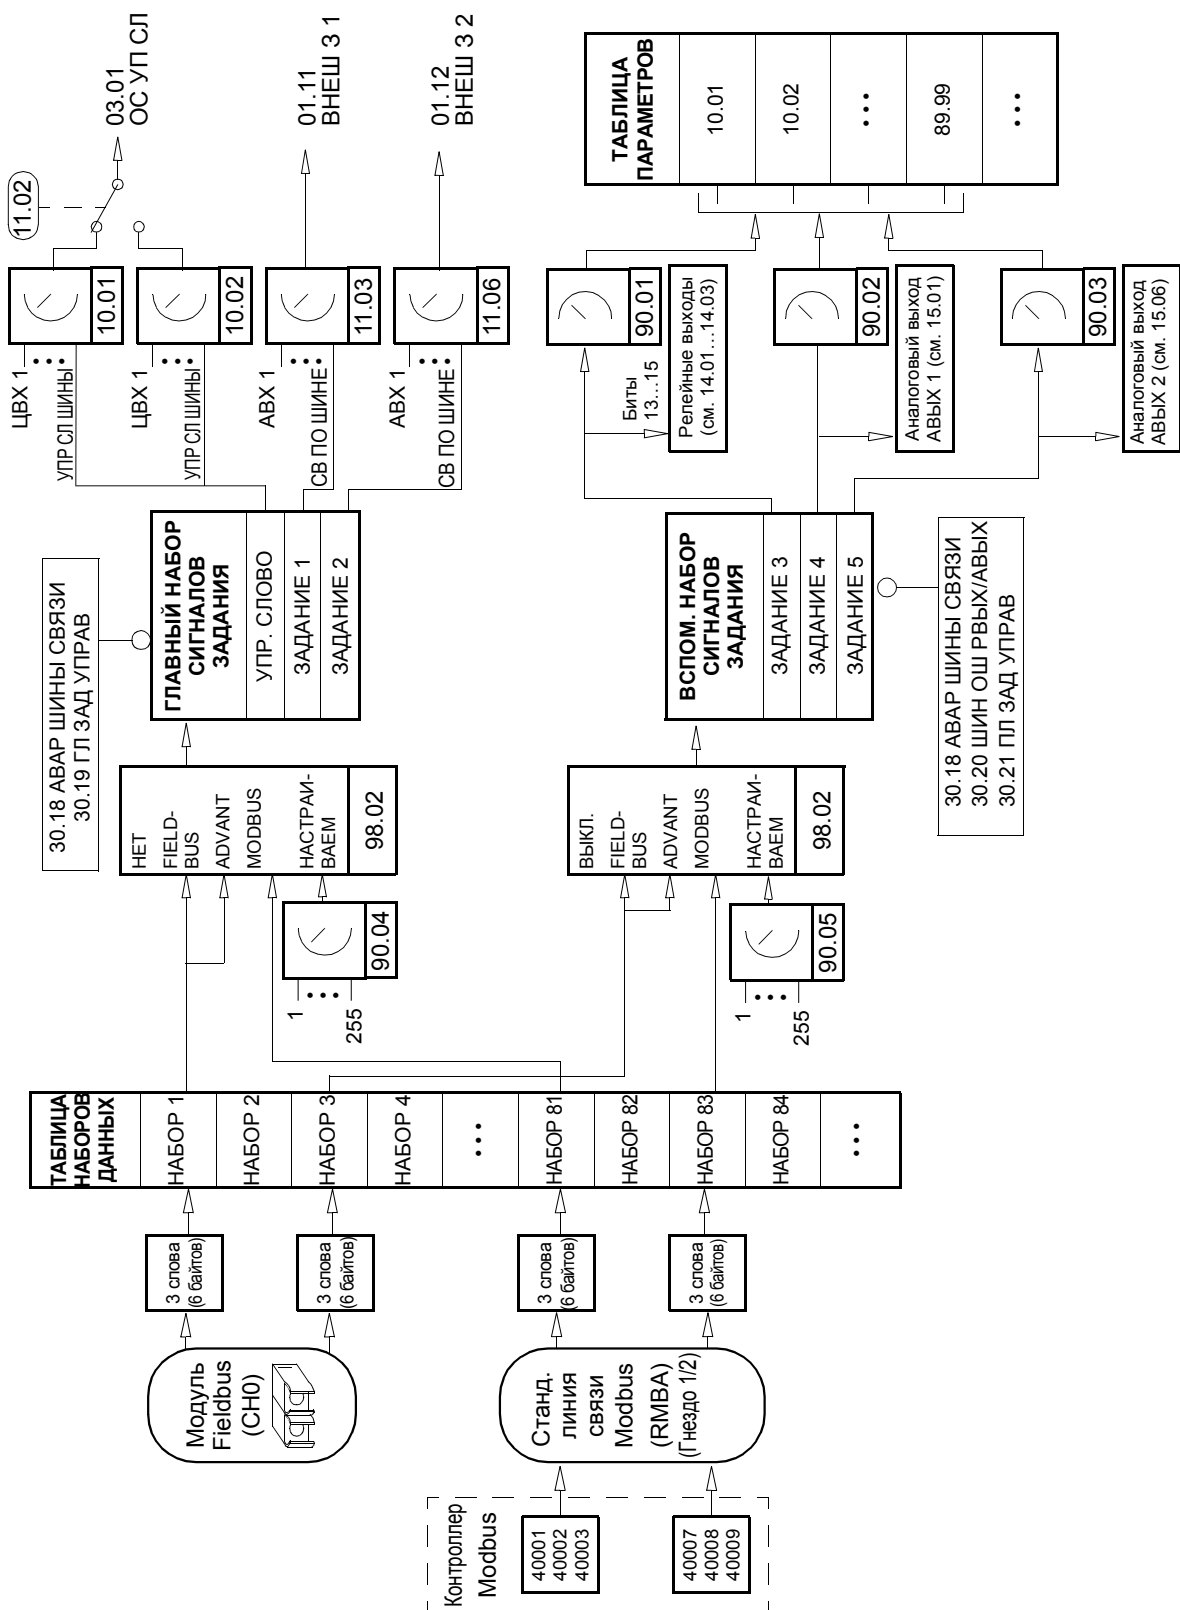 Контроллер
Modbus
40001
40002
40003
40007
40008
40009
Модуль
Fieldbus
(CH0)
Станд.
линия
связи
Modbus
(RMBA)
(Гнездо 1/2)
3 слова
(6 байтов)
3 слова
(6 байтов)
3 слова
(6 байтов)
3 слова
(6 байтов)
ТАБЛИЦА
НАБОРОВ
ДАННЫХ
НАБОР 1
НАБОР 2
НАБОР 3
НАБОР 4
•••
НАБОР 81
НАБОР 82
НАБОР 83
НАБОР 84
•••
1
•••
255
90.04
1
•••
255
90.05
НЕТ
FIELD-
BUS
ADVANT
MODBUS
НАСТРАИ-
ВАЕМ
98.02
ВЫКЛ.
FIELD-
BUS
ADVANT
MODBUS
НАСТРАИ-
ВАЕМ
98.02
30.18 АВАР ШИНЫ СВЯЗИ
30.19 ГЛ ЗАД УПРАВ
ГЛАВНЫЙ НАБОР
СИГНАЛОВ
ЗАДАНИЯ
УПР. СЛОВО
ЗАДАНИЕ 1
ЗАДАНИЕ 2
ВСПОМ. НАБОР
СИГНАЛОВ
ЗАДАНИЯ
ЗАДАНИЕ 3
ЗАДАНИЕ 4
ЗАДАНИЕ 5
30.18 АВАР ШИНЫ СВЯЗИ
30.20 ШИН ОШ РВЫХ/АВЫХ
30.21 ПЛ ЗАД УПРАВ
ЦВХ 1
•••
УПР СЛ ШИНЫ
10.01
ЦВХ 1
•••
УПР СЛ ШИНЫ
10.02
АВХ 1
•••
СВ ПО ШИНЕ
11.03
АВХ 1
•••
СВ ПО ШИНЕ
11.06
11.02
03.01
ОС УП СЛ
01.11
ВНЕШ З 1
01.12
ВНЕШ З 2
Биты
13...15
Релейные выходы
(см. 14.01...14.03)
90.01
Аналоговый выход
АВЫХ 1 (см. 15.01)
90.02
Аналоговый выход
АВЫХ 2 (см. 15.06)
90.03
ТАБЛИЦА
ПАРАМЕТРОВ
10.01
10.02
•••
89.99
•••